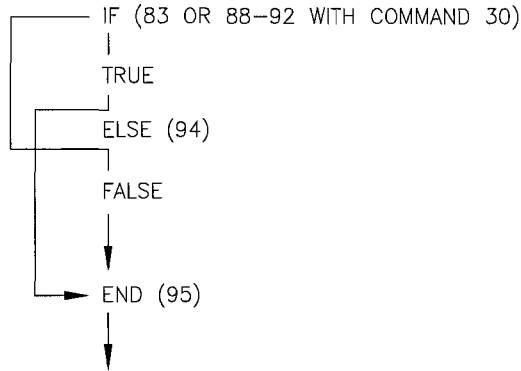 IF (83 OR 88-92 WITH COMMAND 30)
TRUE
ELSE (94)
FALSE
END (95)